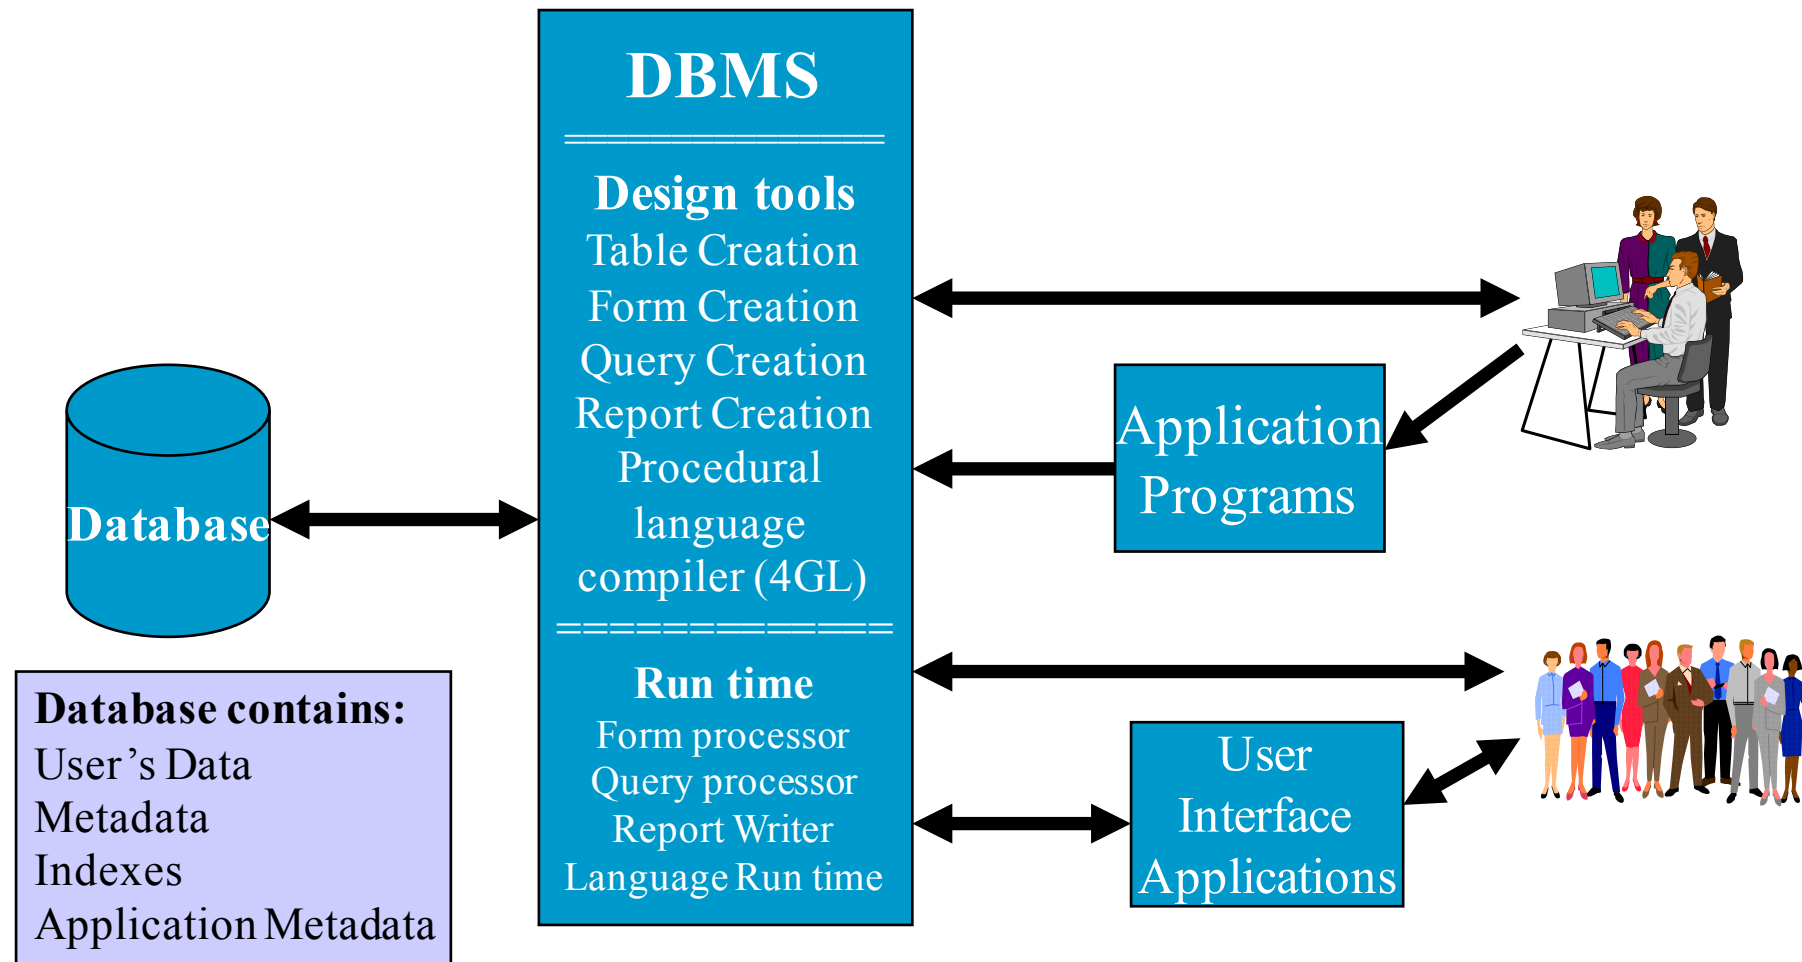 DBMS
===============
Design tools
Table Creation
Form Creation
Query Creation
Report Creation
Procedural
language
compiler (4GL)
=============
Run time
Form processor
Query processor
Report Writer
Language Run time
Database
Database contains:
User’s Data
Metadata
Indexes
Application Metadata
Application
Programs
User
Interface
Applications